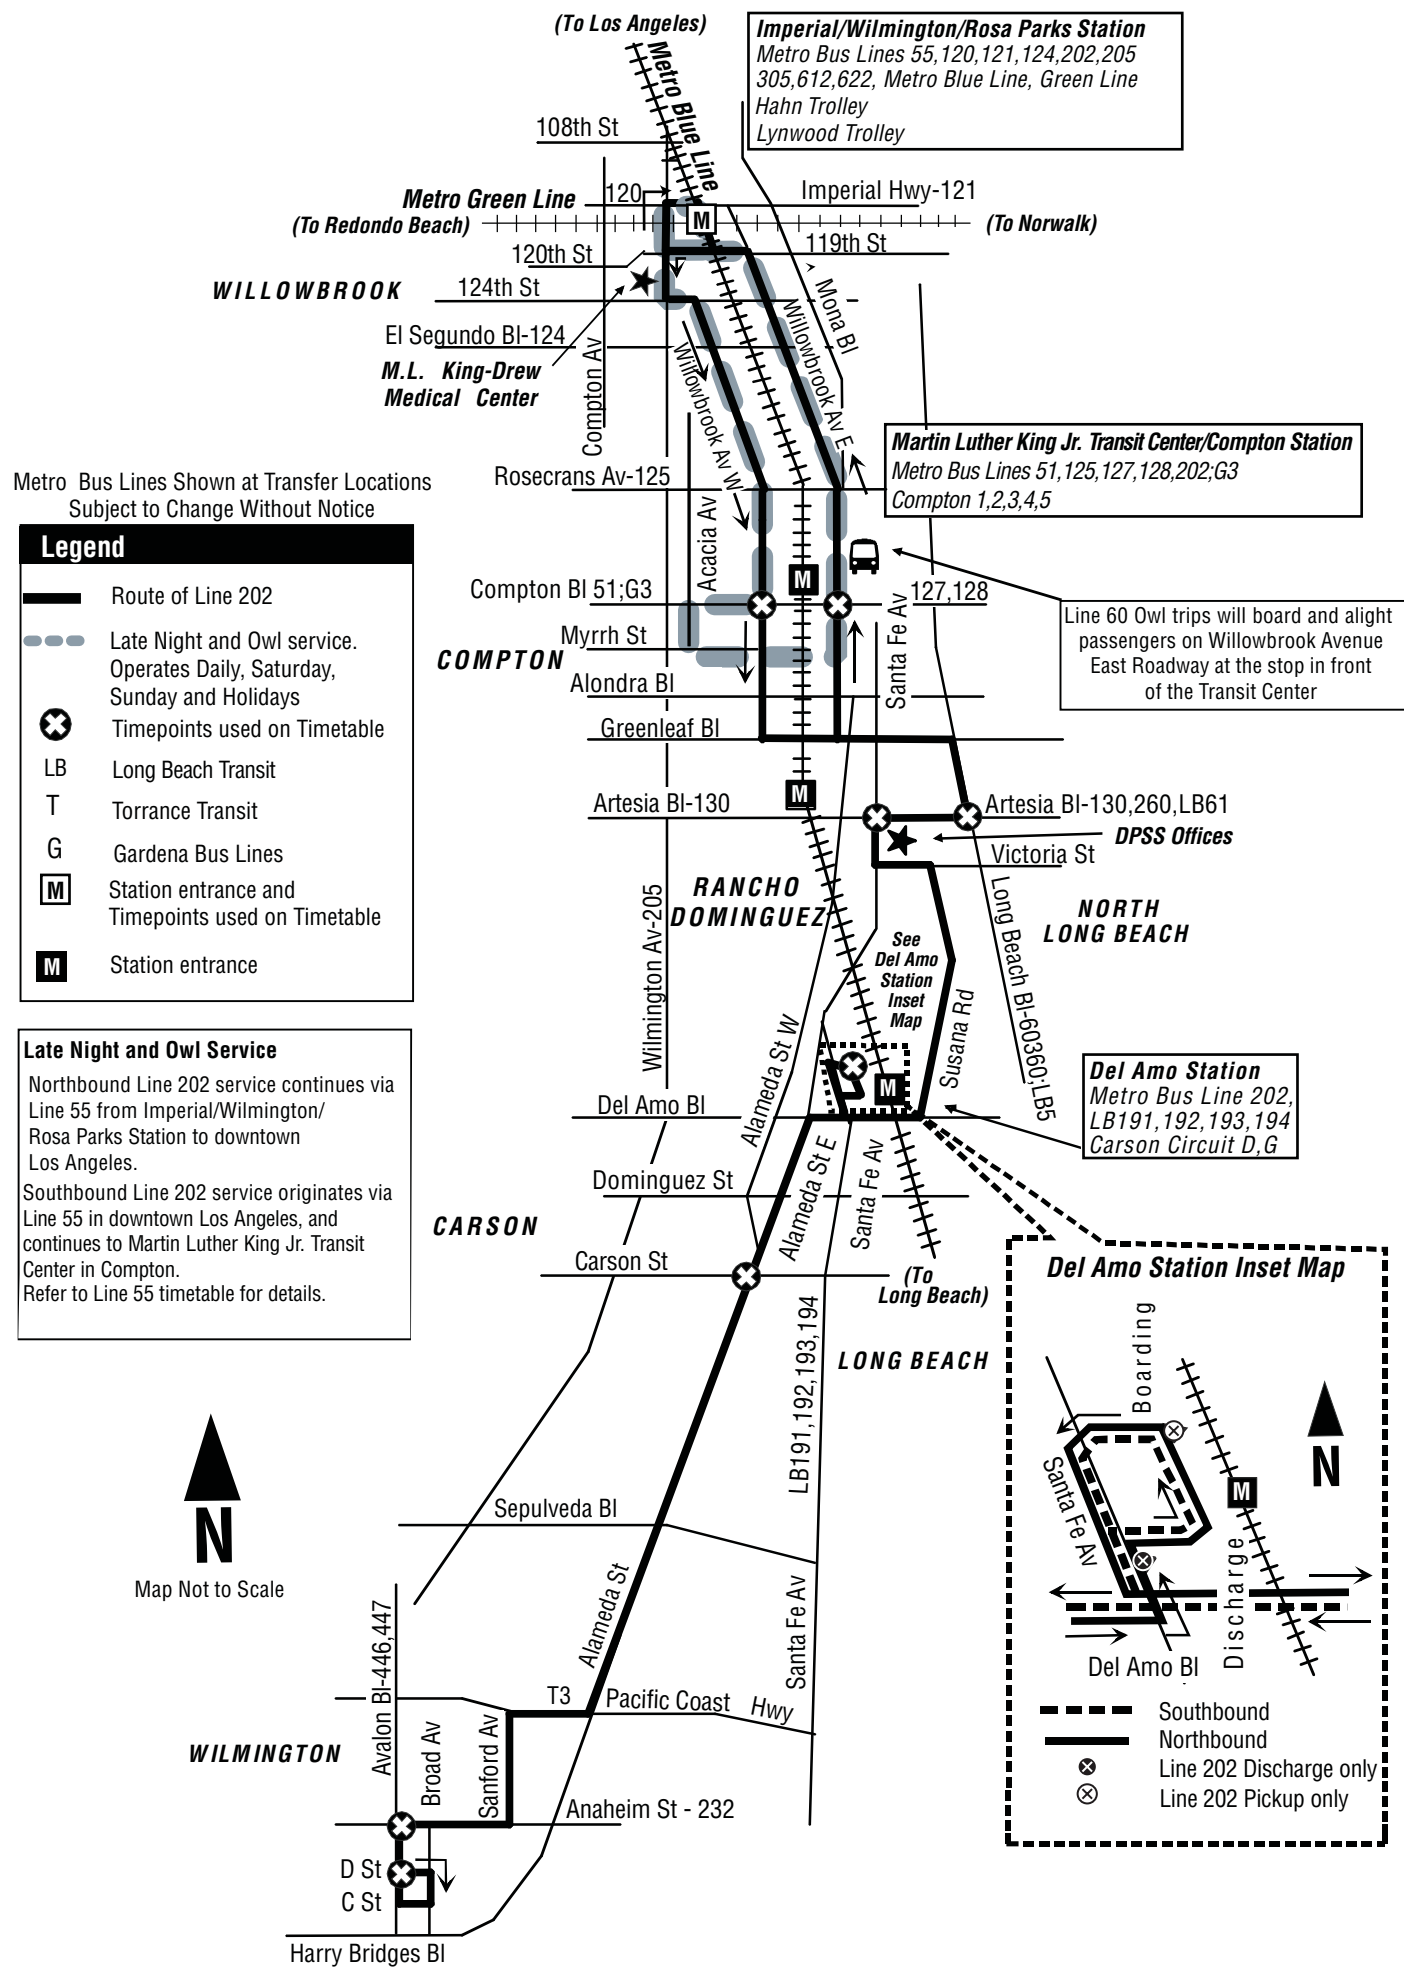 (To Los Angeles)
Metro Blue Line
Imperial/Wilmington/Rosa Parks Station
Metro Bus Lines 55,120,121,124,202,205
305,612,622, Metro Blue Line, Green Line
Hahn Trolley
Lynwood Trolley
108th St
Metro Green Line
120
Imperial Hwy-121
M
(To Redondo Beach)
(To Norwalk)
120th St
119th St
WILLOWBROOK
124th St
Mona Bl
El Segundo Bl-124
M.L. King-Drew
Medical Center
Compton Av
Willowbrook Av W
Willowbrook Av E
Martin Luther King Jr. Transit Center/Compton Station
Metro Bus Lines 51,125,127,128,202;G3
Compton 1,2,3,4,5
Rosecrans Av-125
Acacia Av
Metro Bus Lines Shown at Transfer Locations
Subject to Change Without Notice
Legend
Route of Line 202
Late Night and Owl service.
Operates Daily, Saturday,
Sunday and Holidays
Timepoints used on Timetable
LB
Long Beach Transit
T
Torrance Transit
G
Gardena Bus Lines
M
Station entrance and
Timepoints used on Timetable
M
Station entrance
M
Compton Bl 51;G3
127,128
Santa Fe Av
Line 60 Owl trips will board and alight
passengers on Willowbrook Avenue
East Roadway at the stop in front
of the Transit Center
Myrrh St
COMPTON
Alondra Bl
Greenleaf Bl
M
Artesia Bl-130
Artesia Bl-130,260,LB61
DPSS Offices
Victoria St
RANCHO
DOMINGUEZ
Wilmington Av-205
NORTH
LONG BEACH
Long Beach Bl-60360;LB5
See
Del Amo
Station
Inset
Map
Susana Rd
Alameda St W
M
Late Night and Owl Service
Northbound Line 202 service continues via
Line 55 from Imperial/Wilmington/
Rosa Parks Station to downtown
Los Angeles.
Southbound Line 202 service originates via
Line 55 in downtown Los Angeles, and
continues to Martin Luther King Jr. Transit
Center in Compton.
Refer to Line 55 timetable for details.
Del Amo Station
Metro Bus Line 202,
LB191,192,193,194
Carson Circuit D,G
Del Amo Bl
Alameda St E
Santa Fe Av
Dominguez St
CARSON
Carson St
(To
Long Beach)
LONG BEACH
LB191,192,193,194
Del Amo Station Inset Map
Boarding
N
Santa Fe Av
M
Discharge
Del Amo Bl
Southbound
Northbound
Line 202 Discharge only
Line 202 Pickup only
N
Map Not to Scale
Sepulveda Bl
Alameda St
Santa Fe Av
Avalon Bl-446,447
T3
Pacific Coast Hwy
WILMINGTON
Broad Av
Sanford Av
Anaheim St - 232
D St
C St
Harry Bridges Bl